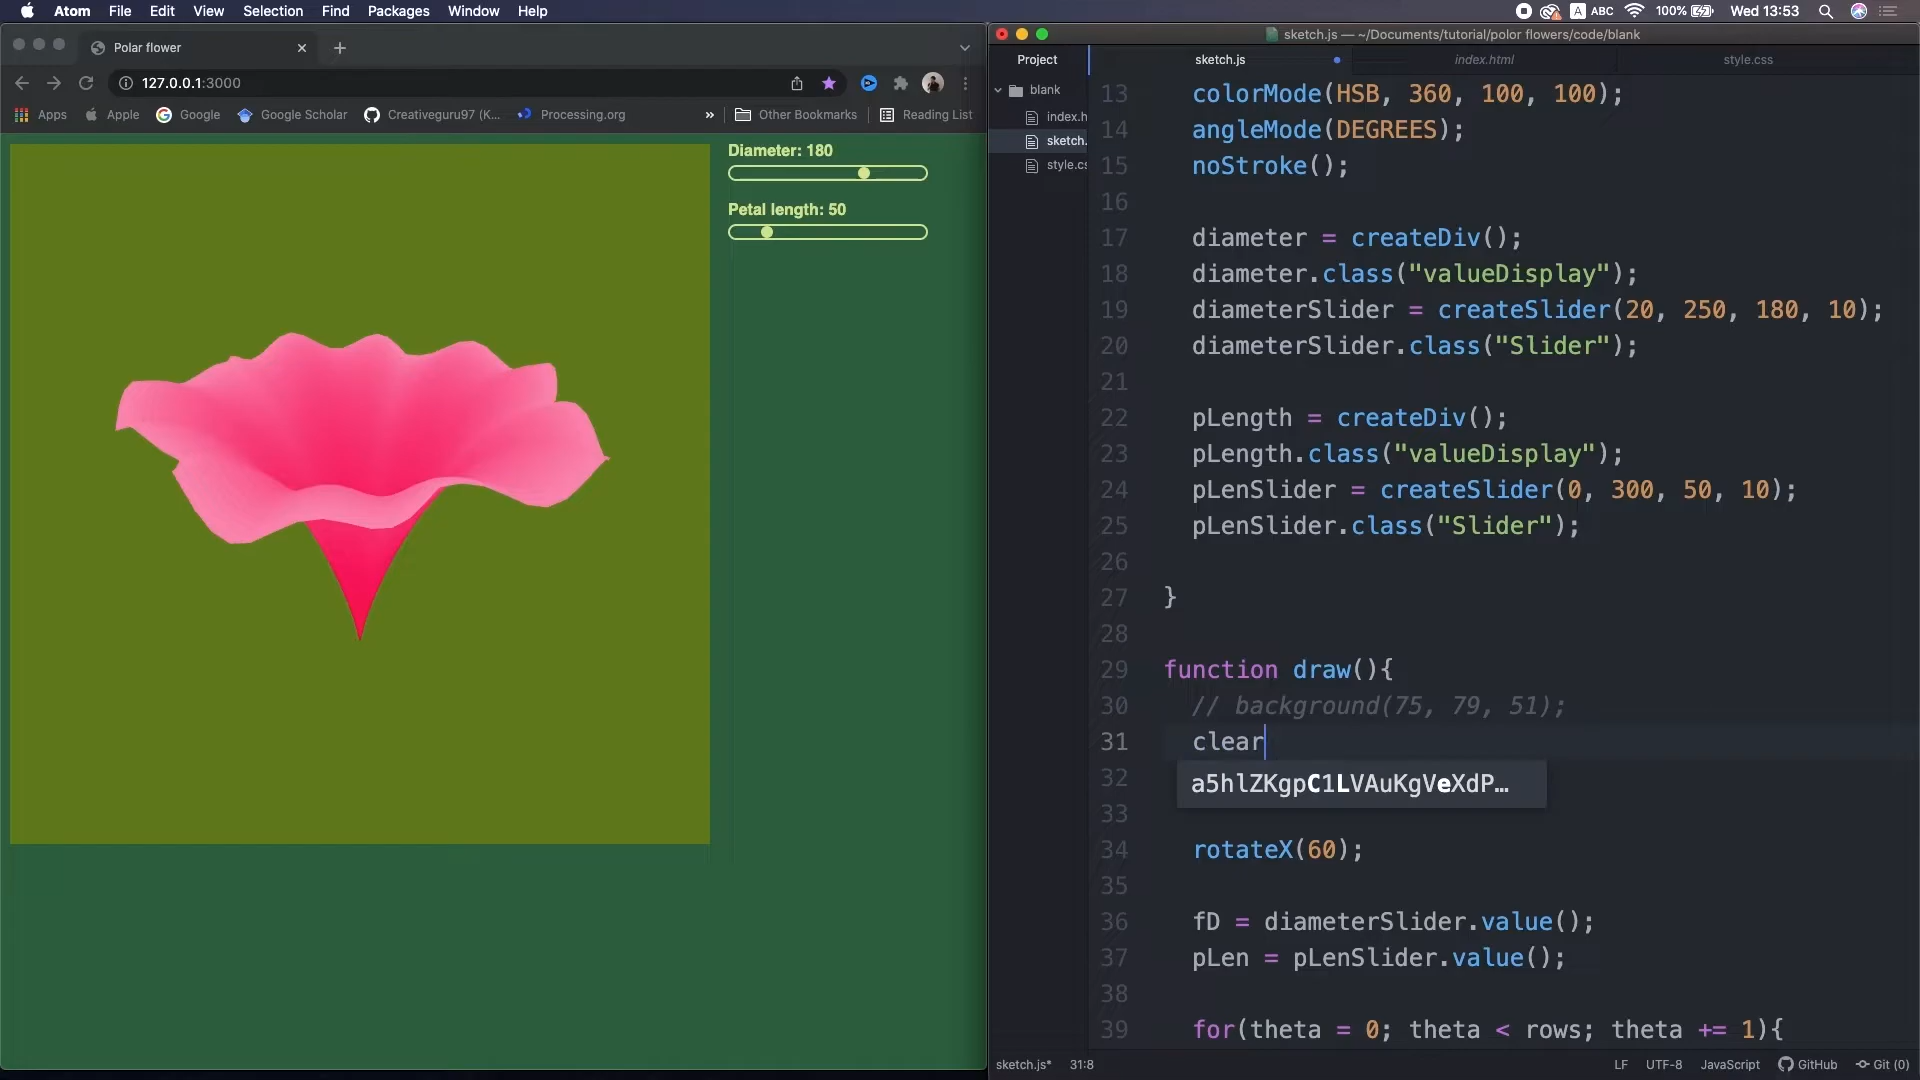 Atom File Edit View Selection Find Packages Window Help
A ABC 100% Wed 13:53
Polar flower
127.0.0.1:3000
Apps Apple Google Google Scholar Creativeguru97 (K... Processing.org » Other Bookmarks Reading List
Diameter: 180
Petal length: 50
sketch.js — ~/Documents/tutorial/polor flowers/code/blank
Project
blank
index.h
sketch.
style.cs
sketch.js index.html style.css
13 colorMode(HSB, 360, 100, 100);
14 angleMode(DEGREES);
15 noStroke();
16
17 diameter = createDiv();
18 diameter.class("valueDisplay");
19 diameterSlider = createSlider(20, 250, 180, 10);
20 diameterSlider.class("Slider");
21
22 pLength = createDiv();
23 pLength.class("valueDisplay");
24 pLenSlider = createSlider(0, 300, 50, 10);
25 pLenSlider.class("Slider");
26
27 }
28
29 function draw(){
30 // background(75, 79, 51);
31 clear
32 a5hlZKgpC1LVAuKgVeXdP…
33
34 rotateX(60);
35
36 fD = diameterSlider.value();
37 pLen = pLenSlider.value();
38
39 for(theta = 0; theta < rows; theta += 1){
sketch.js* 31:8 LF UTF-8 JavaScript GitHub Git (0)